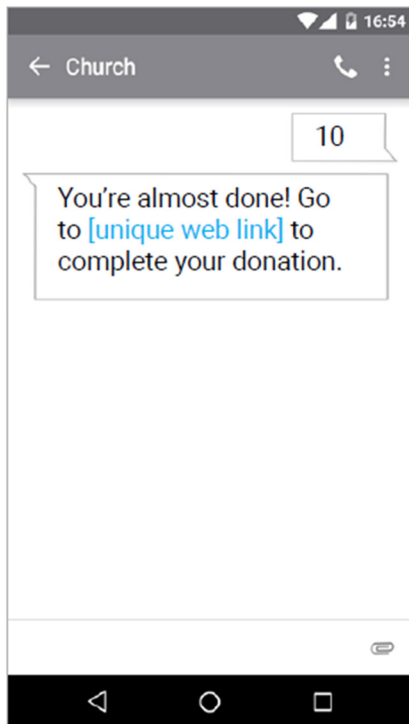 16:54
Church
10
You’re almost done! Go
to [unique web link] to
complete your donation.